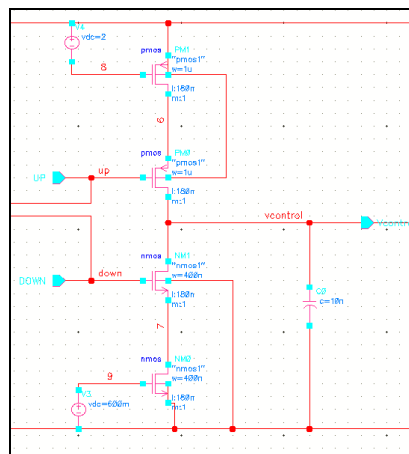 V4
vdc=2
8
pmos
PM1
"pmos1"
w=1u
l:180n
m:1
6
pmos
PM0
"pmos1"
w=1u
l:180n
m:1
UP
up
vcontrol
Vcontr
nmos
NM1
"nmos1"
w=400n
l:180n
m:1
DOWN
down
C0
c=10n
7
nmos
NM0
"nmos1"
w=400n
l:180n
m:1
9
V3
vdc=600m